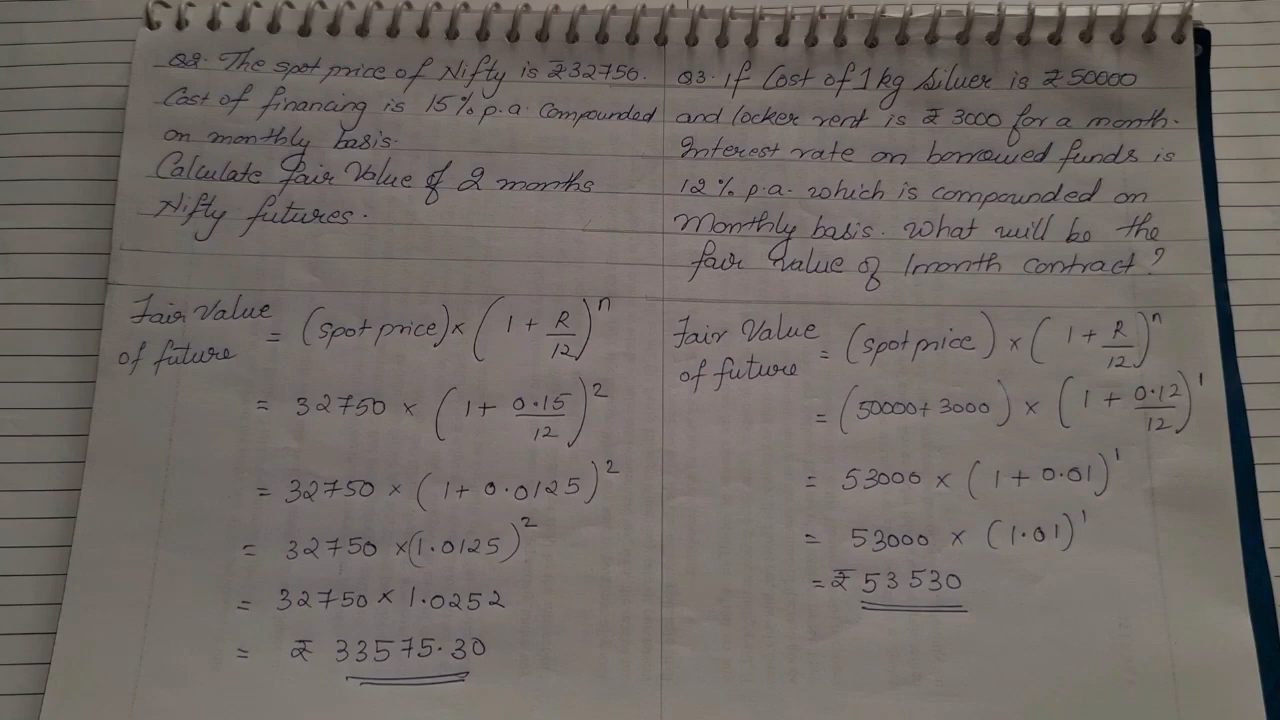 Q2. The spot price of Nifty is ₹32750.
Cost of financing is 15% p.a. compounded
on monthly basis.
Calculate fair Value of 2 months
Nifty futures.
Fair Value of future = (spot price) × (1 + R/12)^n
= 32750 × (1 + 0.15/12)^2
= 32750 × (1 + 0.0125)^2
= 32750 × (1.0125)^2
= 32750 × 1.0252
= ₹ 33575.30
Q3. If Cost of 1 kg Silver is ₹ 50000
and locker rent is ₹ 3000 for a month.
Interest rate on borrowed funds is
12% p.a. which is compounded on
Monthly basis. What will be the
fair Value of 1 month contract?
Fair Value of future = (spot price) × (1 + R/12)^n
= (50000 + 3000) × (1 + 0.12/12)^1
= 53000 × (1 + 0.01)^1
= 53000 × (1.01)^1
= ₹ 53530